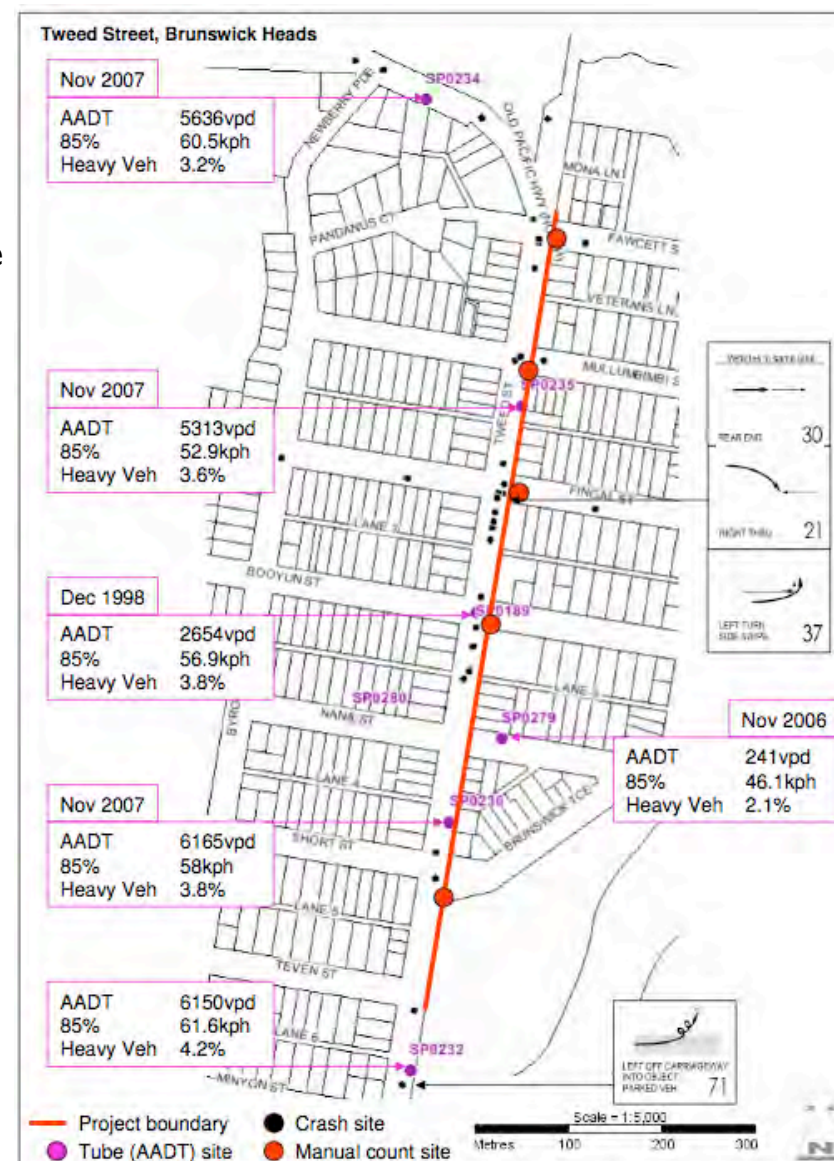 e
Tweed Street, Brunswick Heads
Nov 2007
AADT 5636vpd
85% 60.5kph
Heavy Veh 3.2%
SP0234
NEWBERRY PDE
OLD PACIFIC HWY
MONA LN
PANDANUS CT
FAWCETT S
VETERANS LN
MULLUMBIMBI S
Nov 2007
AADT 5313vpd
85% 52.9kph
Heavy Veh 3.6%
SP0235
TWEED ST
REAR END 30
RIGHT THRU 21
LEFT TURN
SIDE SWIPE 37
FINGAL ST
LANE
BOOYUN ST
Dec 1998
AADT 2654vpd
85% 56.9kph
Heavy Veh 3.8%
SP0189
LANE
SP0280
NANA ST
SP0279
BYRO
Nov 2006
AADT 241vpd
85% 46.1kph
Heavy Veh 2.1%
LANE 4
BRUNSWICK TCE
Nov 2007
AADT 6165vpd
85% 58kph
Heavy Veh 3.8%
SHORT ST
LANE 5
TEVEN ST
AADT 6150vpd
85% 61.6kph
Heavy Veh 4.2%
LANE 6
SP0232
MINYON ST
LEFT OFF CARRIAGEWAY
INTO OBJECT
PARKED VEH 71
Project boundary
Crash site
Tube (AADT) site
Manual count site
Scale = 1:5,000
Metres 100 200 300
N